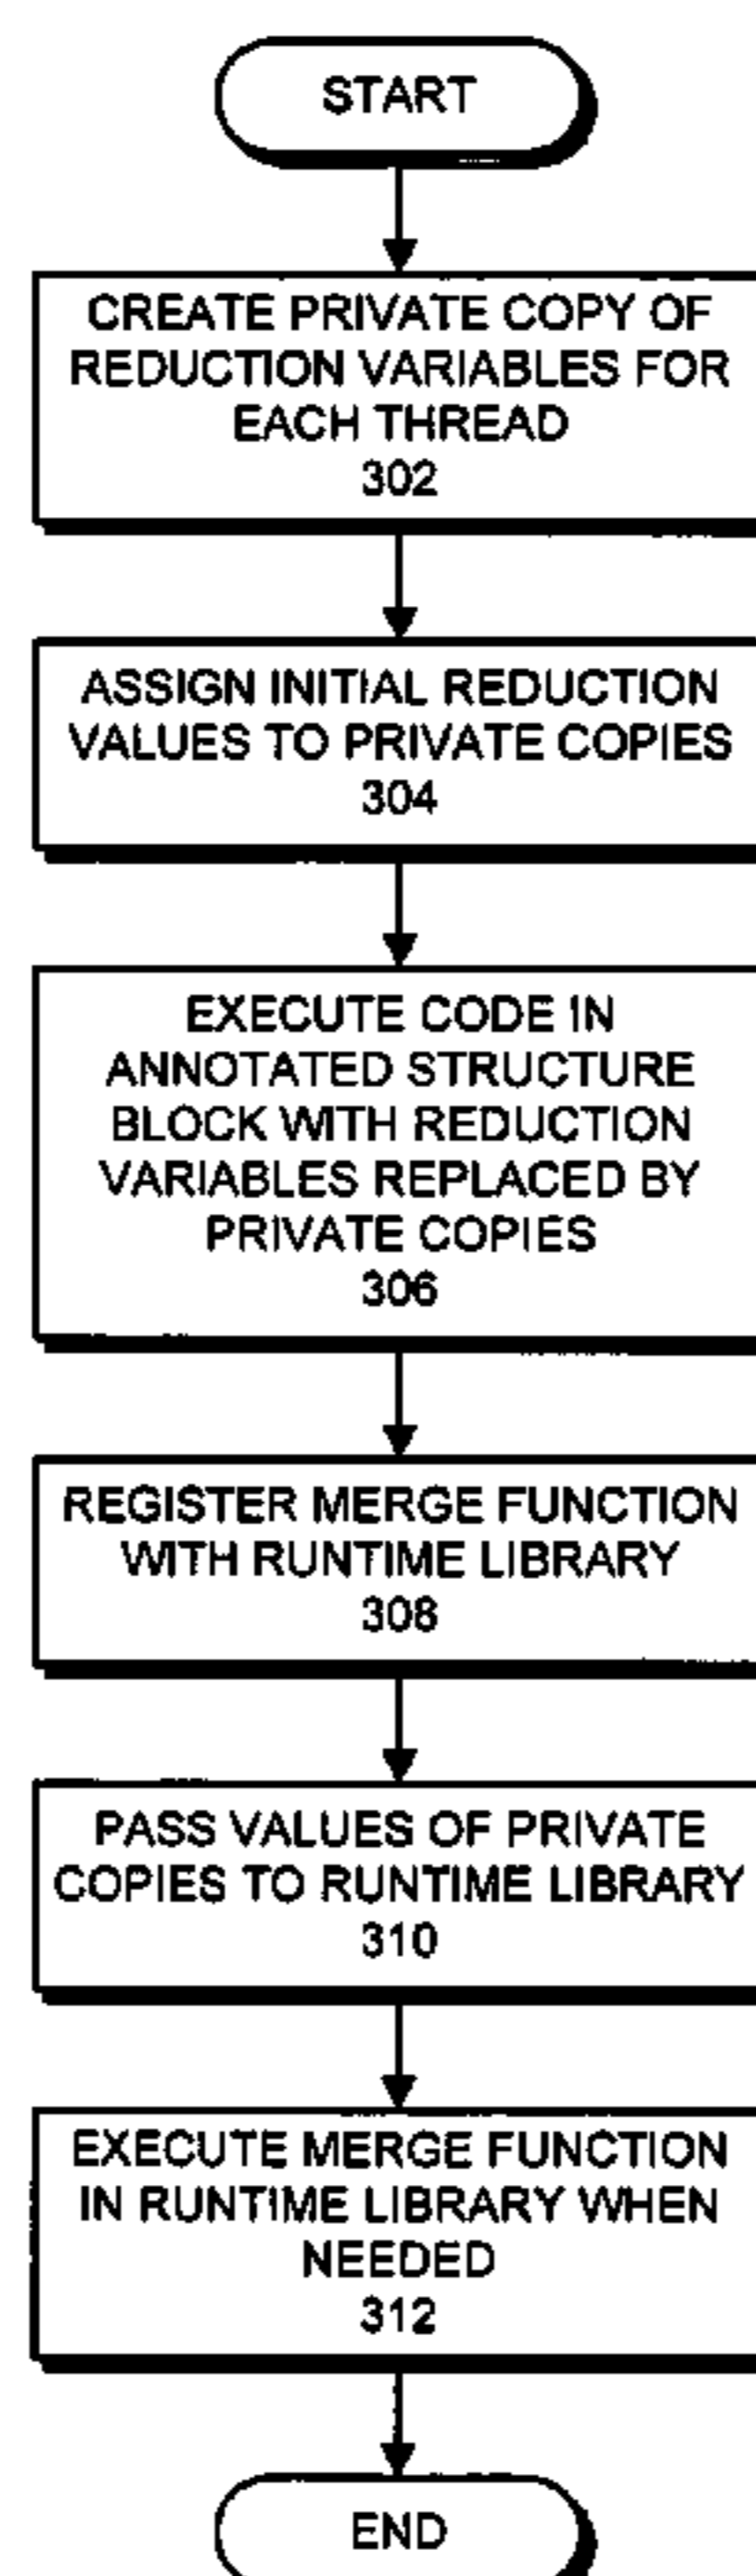 START
CREATE PRIVATE COPY OF
REDUCTION VARIABLES FOR
EACH THREAD
302
ASSIGN INITIAL REDUCTION
VALUES TO PRIVATE COPIES
304
EXECUTE CODE IN
ANNOTATED STRUCTURE
BLOCK WITH REDUCTION
VARIABLES REPLACED BY
PRIVATE COPIES
306
REGISTER MERGE FUNCTION
WITH RUNTIME LIBRARY
308
PASS VALUES OF PRIVATE
COPIES TO RUNTIME LIBRARY
310
EXECUTE MERGE FUNCTION
IN RUNTIME LIBRARY WHEN
NEEDED
312
END